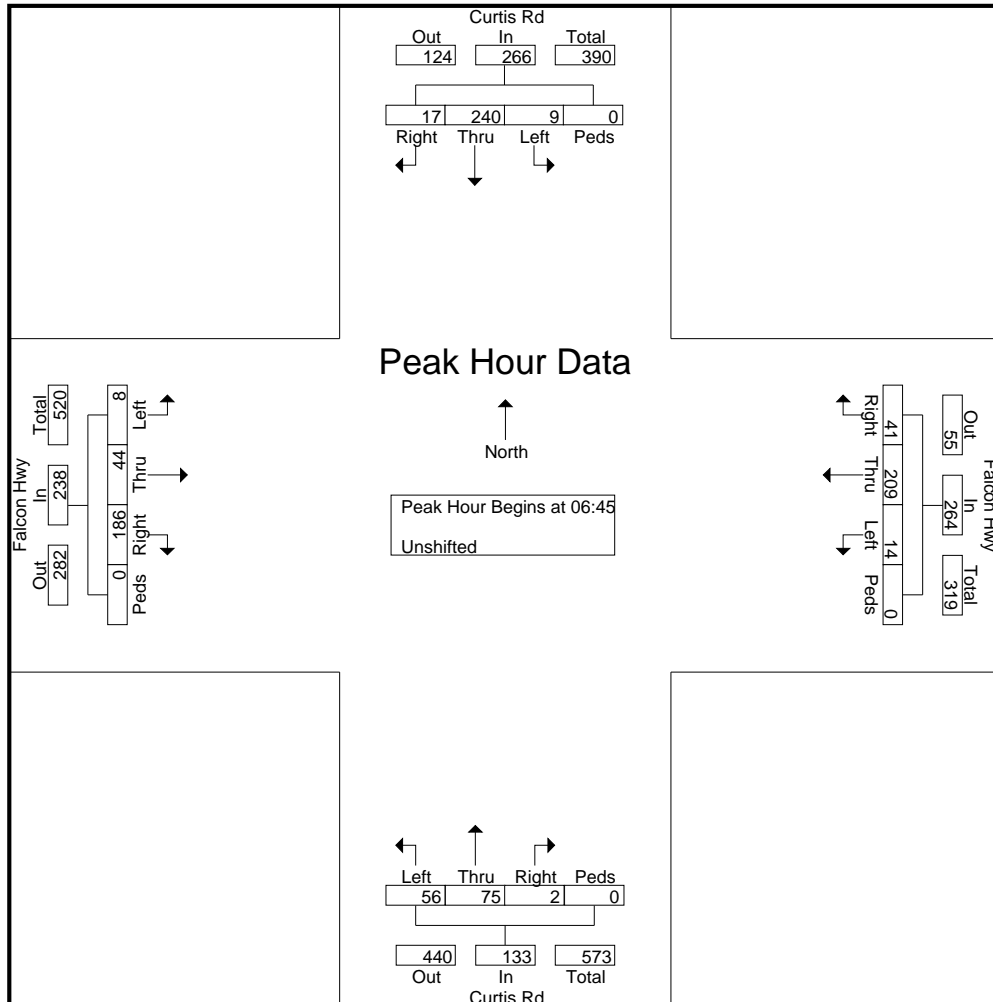 Curtis Rd
Out In Total
124 266 390
17 240 9 0
Right Thru Left Peds
Peak Hour Data
North
Peak Hour Begins at 06:45
Unshifted
Falcon Hwy
Total In Out
520 238 282
8 44 186 0
Left Thru Right Peds
Right Thru Left Peds
41 209 14 0
Out In Total
55 264 319
Falcon Hwy
Left Thru Right Peds
56 75 2 0
440 133 573
Out In Total
Curtis Rd